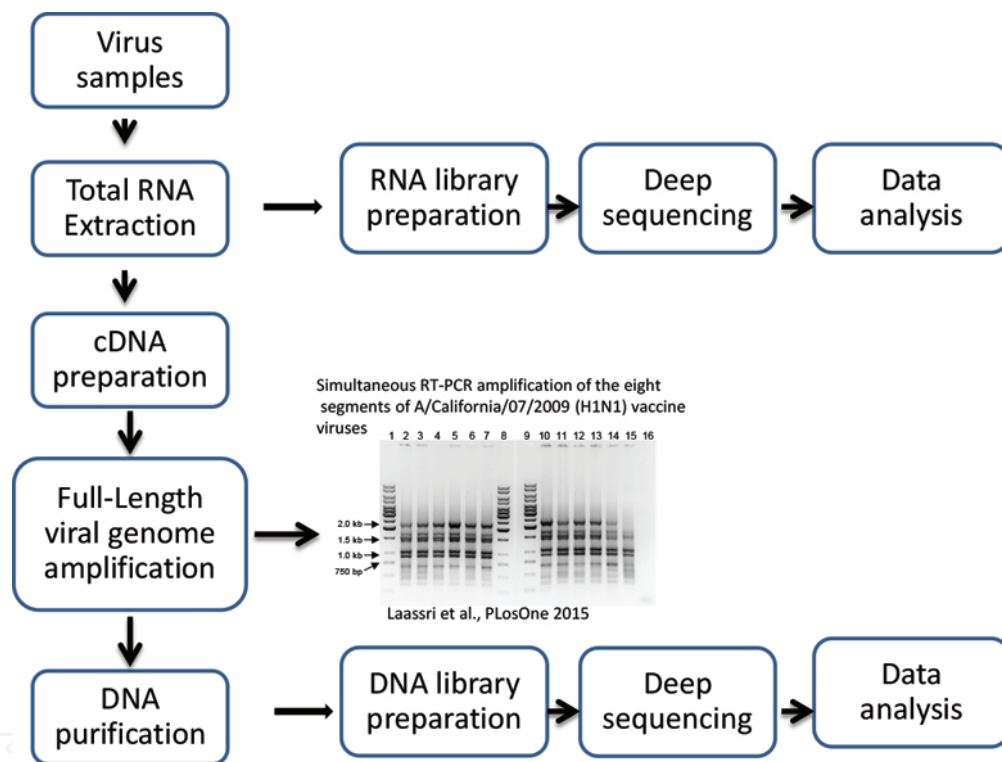 Virus
samples
Total RNA
Extraction
RNA library
preparation
Deep
sequencing
Data
analysis
cDNA
preparation
Simultaneous RT-PCR amplification of the eight
segments of A/California/07/2009 (H1N1) vaccine
viruses
1 2 3 4 5 6 7 8 9 10 11 12 13 14 15 16
2.0 kb
1.5 kb
1.0 kb
750 bp
Laassri et al., PLosOne 2015
Full-Length
viral genome
amplification
DNA
purification
DNA library
preparation
Deep
sequencing
Data
analysis